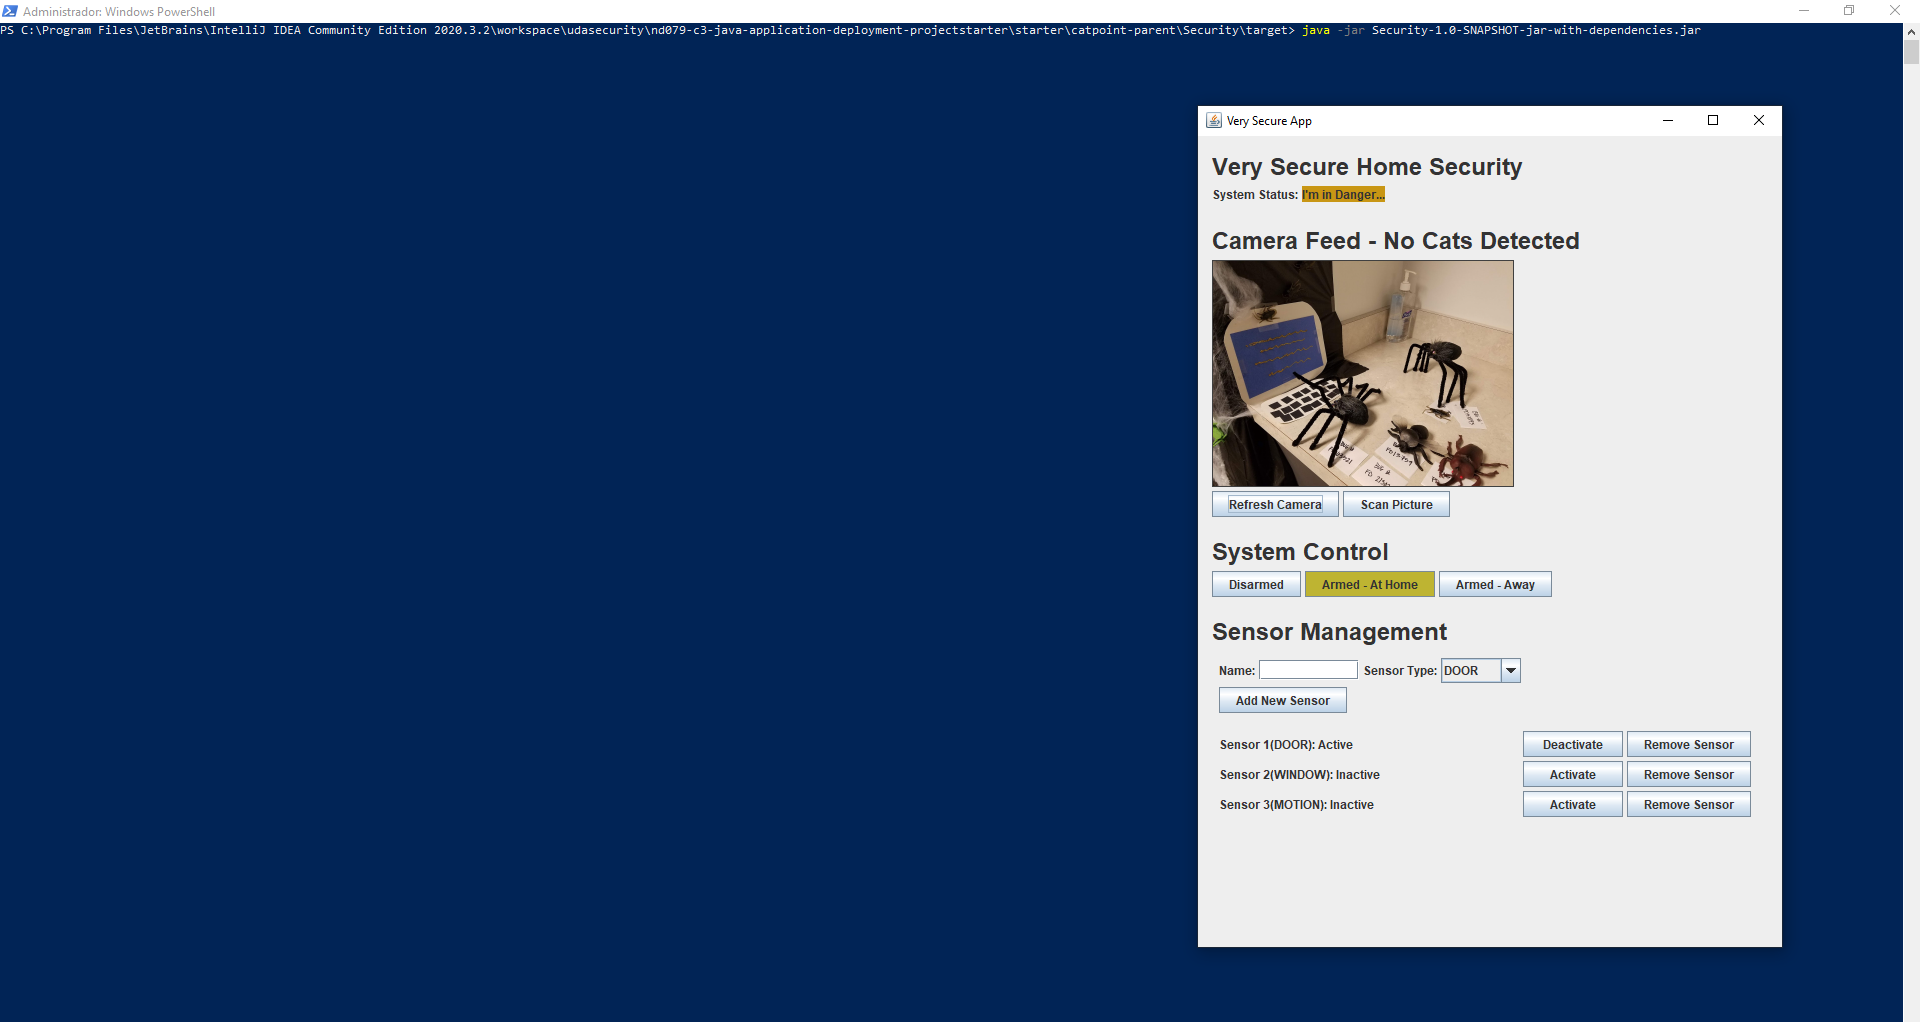 Administrador: Windows PowerShell
PS C:\Program Files\JetBrains\IntelliJ IDEA Community Edition 2020.3.2\workspace\udasecurity\nd079-c3-java-application-deployment-projectstarter\starter\catpoint-parent\Security\target> java -jar Security-1.0-SNAPSHOT-jar-with-dependencies.jar
Very Secure App
Very Secure Home Security
System Status: I'm in Danger...
Camera Feed - No Cats Detected
Refresh Camera Scan Picture
System Control
Disarmed Armed - At Home Armed - Away
Sensor Management
Name: Sensor Type: DOOR
Add New Sensor
Sensor 1(DOOR): Active Deactivate Remove Sensor
Sensor 2(WINDOW): Inactive Activate Remove Sensor
Sensor 3(MOTION): Inactive Activate Remove Sensor